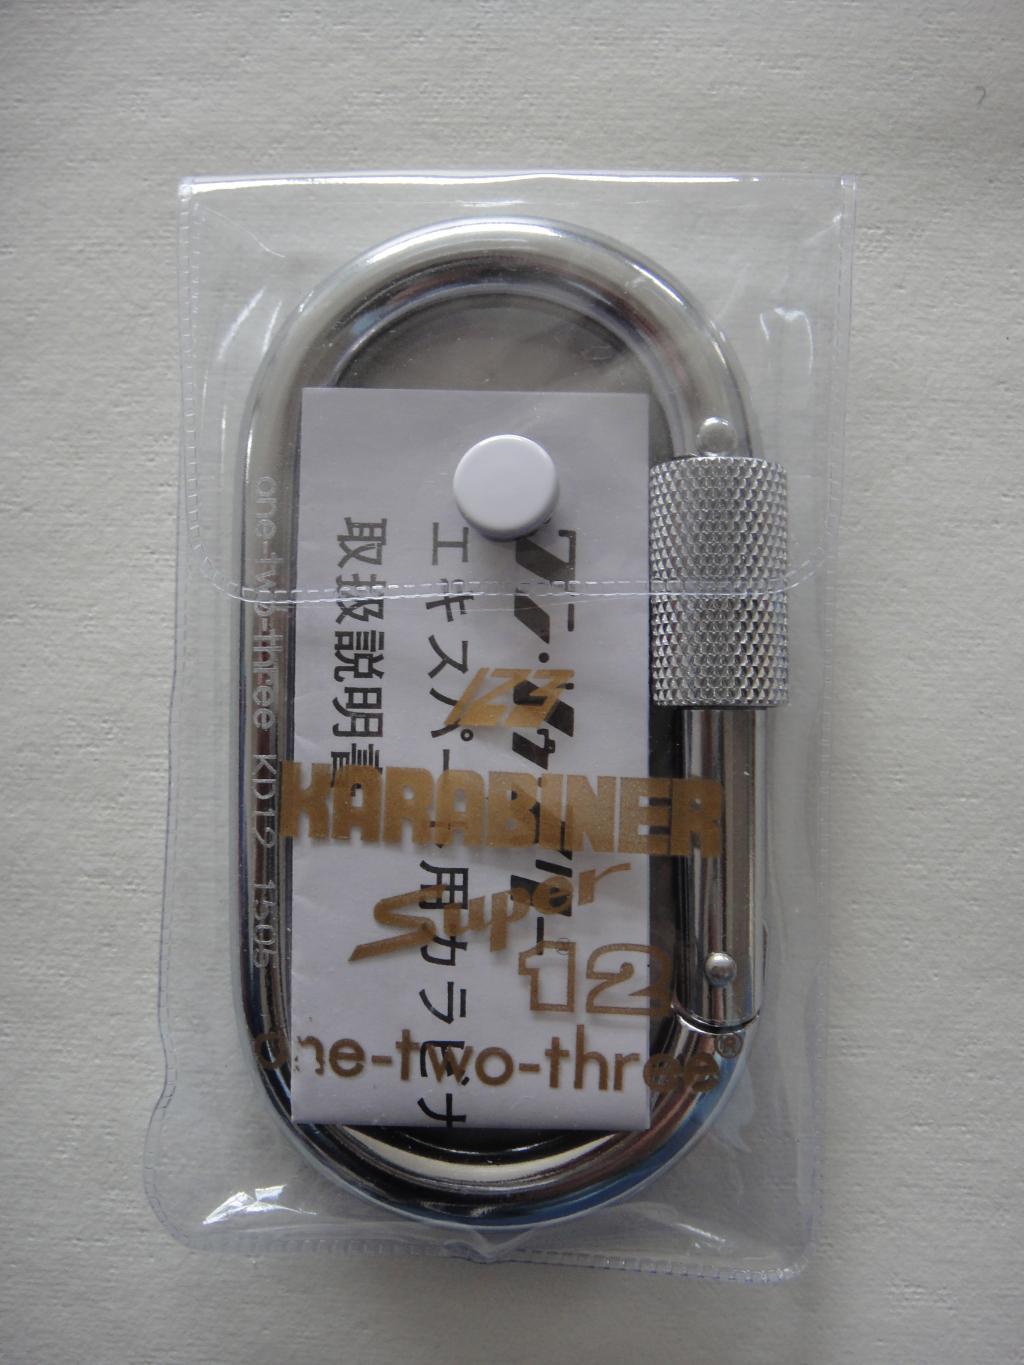 123
KARABINER
Super
12
one-two-three®
one-two-three KD12 1505
エキスパート用カラビナ
取扱説明書